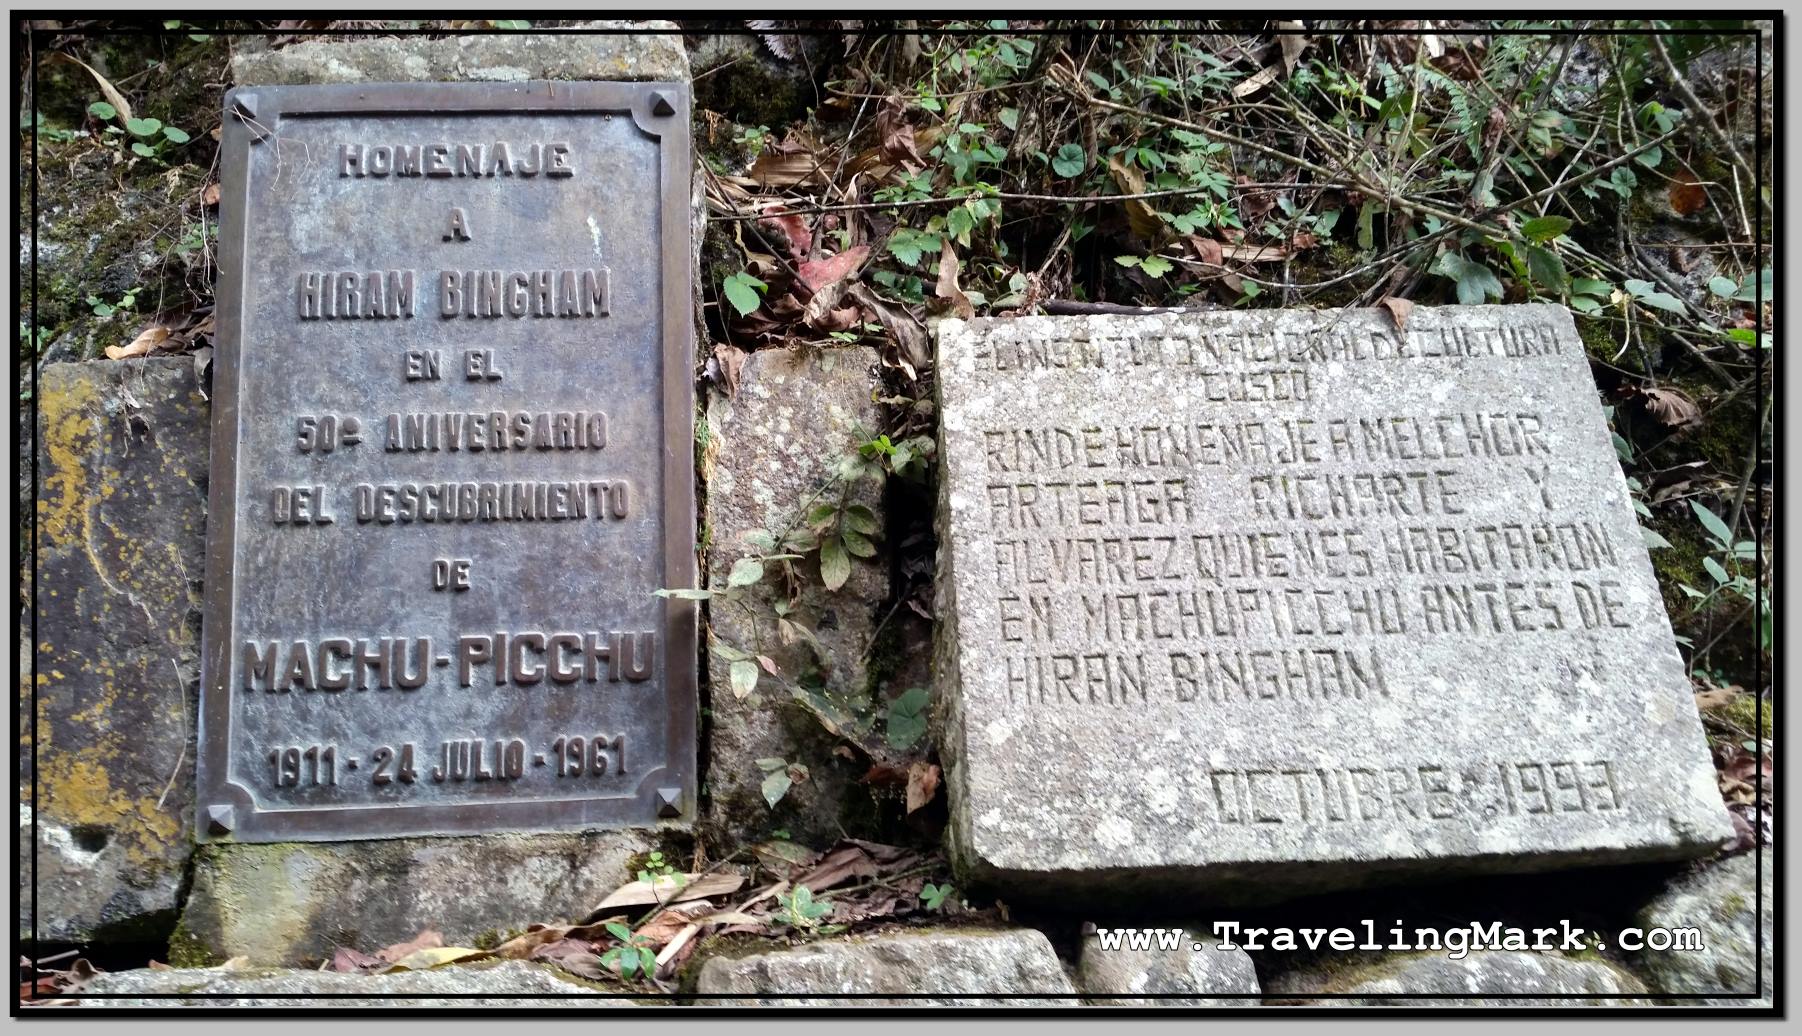 HOMENAJE
A
HIRAM BINGHAM
EN EL
50º ANIVERSARIO
DEL DESCUBRIMIENTO
DE
MACHU-PICCHU
1911 - 24 JULIO - 1961
EL INSTITUTO NACIONAL DE CULTURA
CUSCO
RINDE HOMENAJE A MELCHOR
ARTEAGA RICHARTE Y
ALVAREZ QUIENES HABITARON
EN MACHUPICCHU ANTES DE
HIRAN BINGHAN
OCTUBRE 1993
www.TravelingMark.com